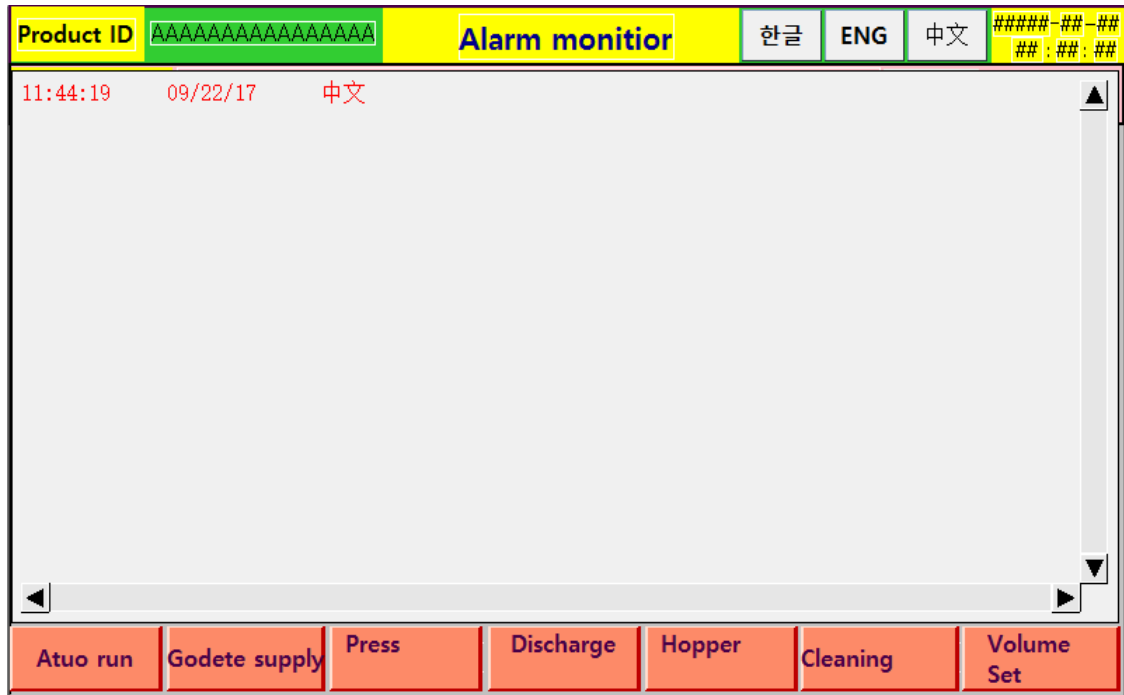 Product ID AAAAAAAAAAAAAAAA Alarm monitior 한글 ENG 中文 #####-##-##
##:##:##
11:44:19 09/22/17 中文
Atuo run Godete supply Press Discharge Hopper Cleaning Volume
Set